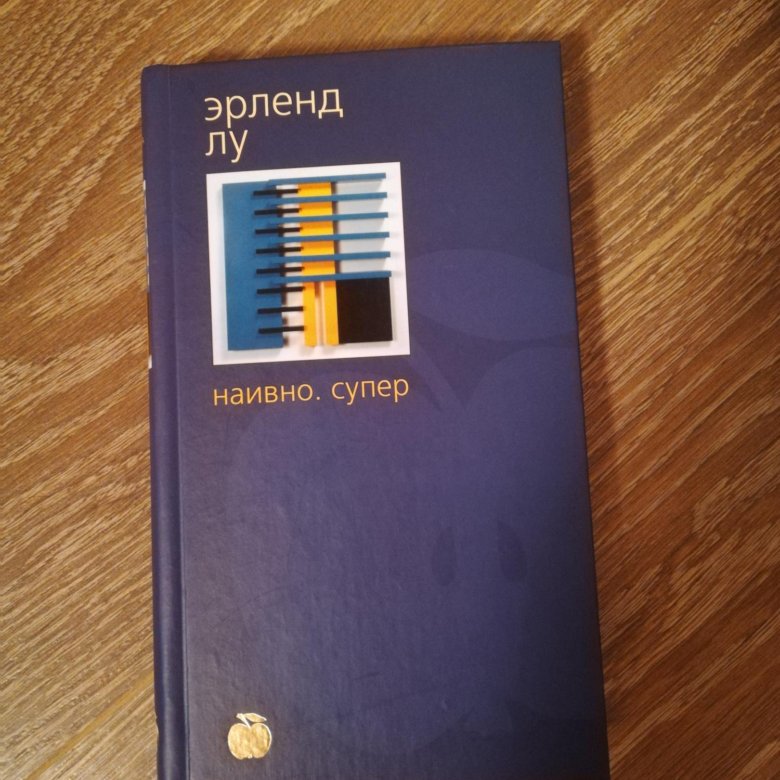 эрленд
лу
наивно. супер